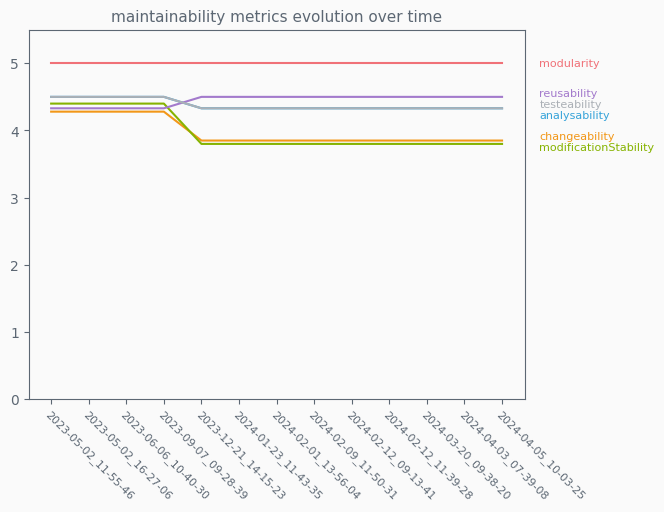 maintainability metrics evolution over time
5
4
3
2
1
0
modularity
reusability
testeability
analysability
changeability
modificationStability
2023-05-02_11-55-46
2023-05-02_16-27-06
2023-06-06_10-40-30
2023-09-07_09-28-39
2023-12-21_14-15-23
2024-01-23_11-43-35
2024-02-01_13-56-04
2024-02-09_11-50-31
2024-02-12_09-13-41
2024-02-12_11-39-28
2024-03-20_09-38-20
2024-04-03_07-39-08
2024-04-05_10-03-25